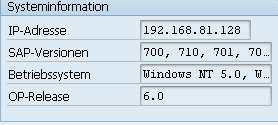 Systeminformation
IP-Adresse 192.168.81.128
SAP-Versionen 700, 710, 701, 70...
Betriebssystem Windows NT 5.0, W...
OP-Release 6.0